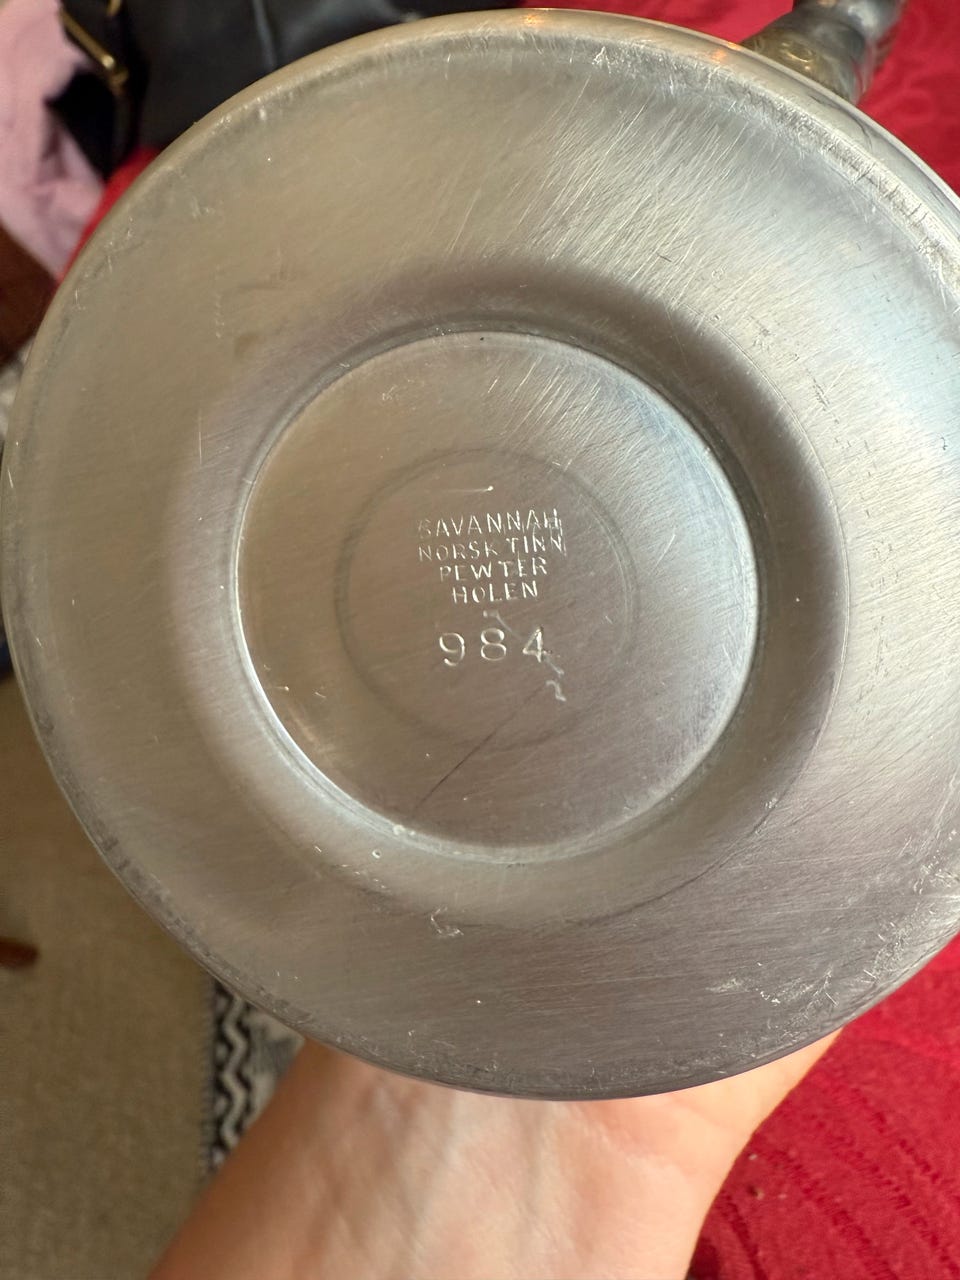 SAVANNAH
NORSK TINN
PEWTER
HOLEN
984